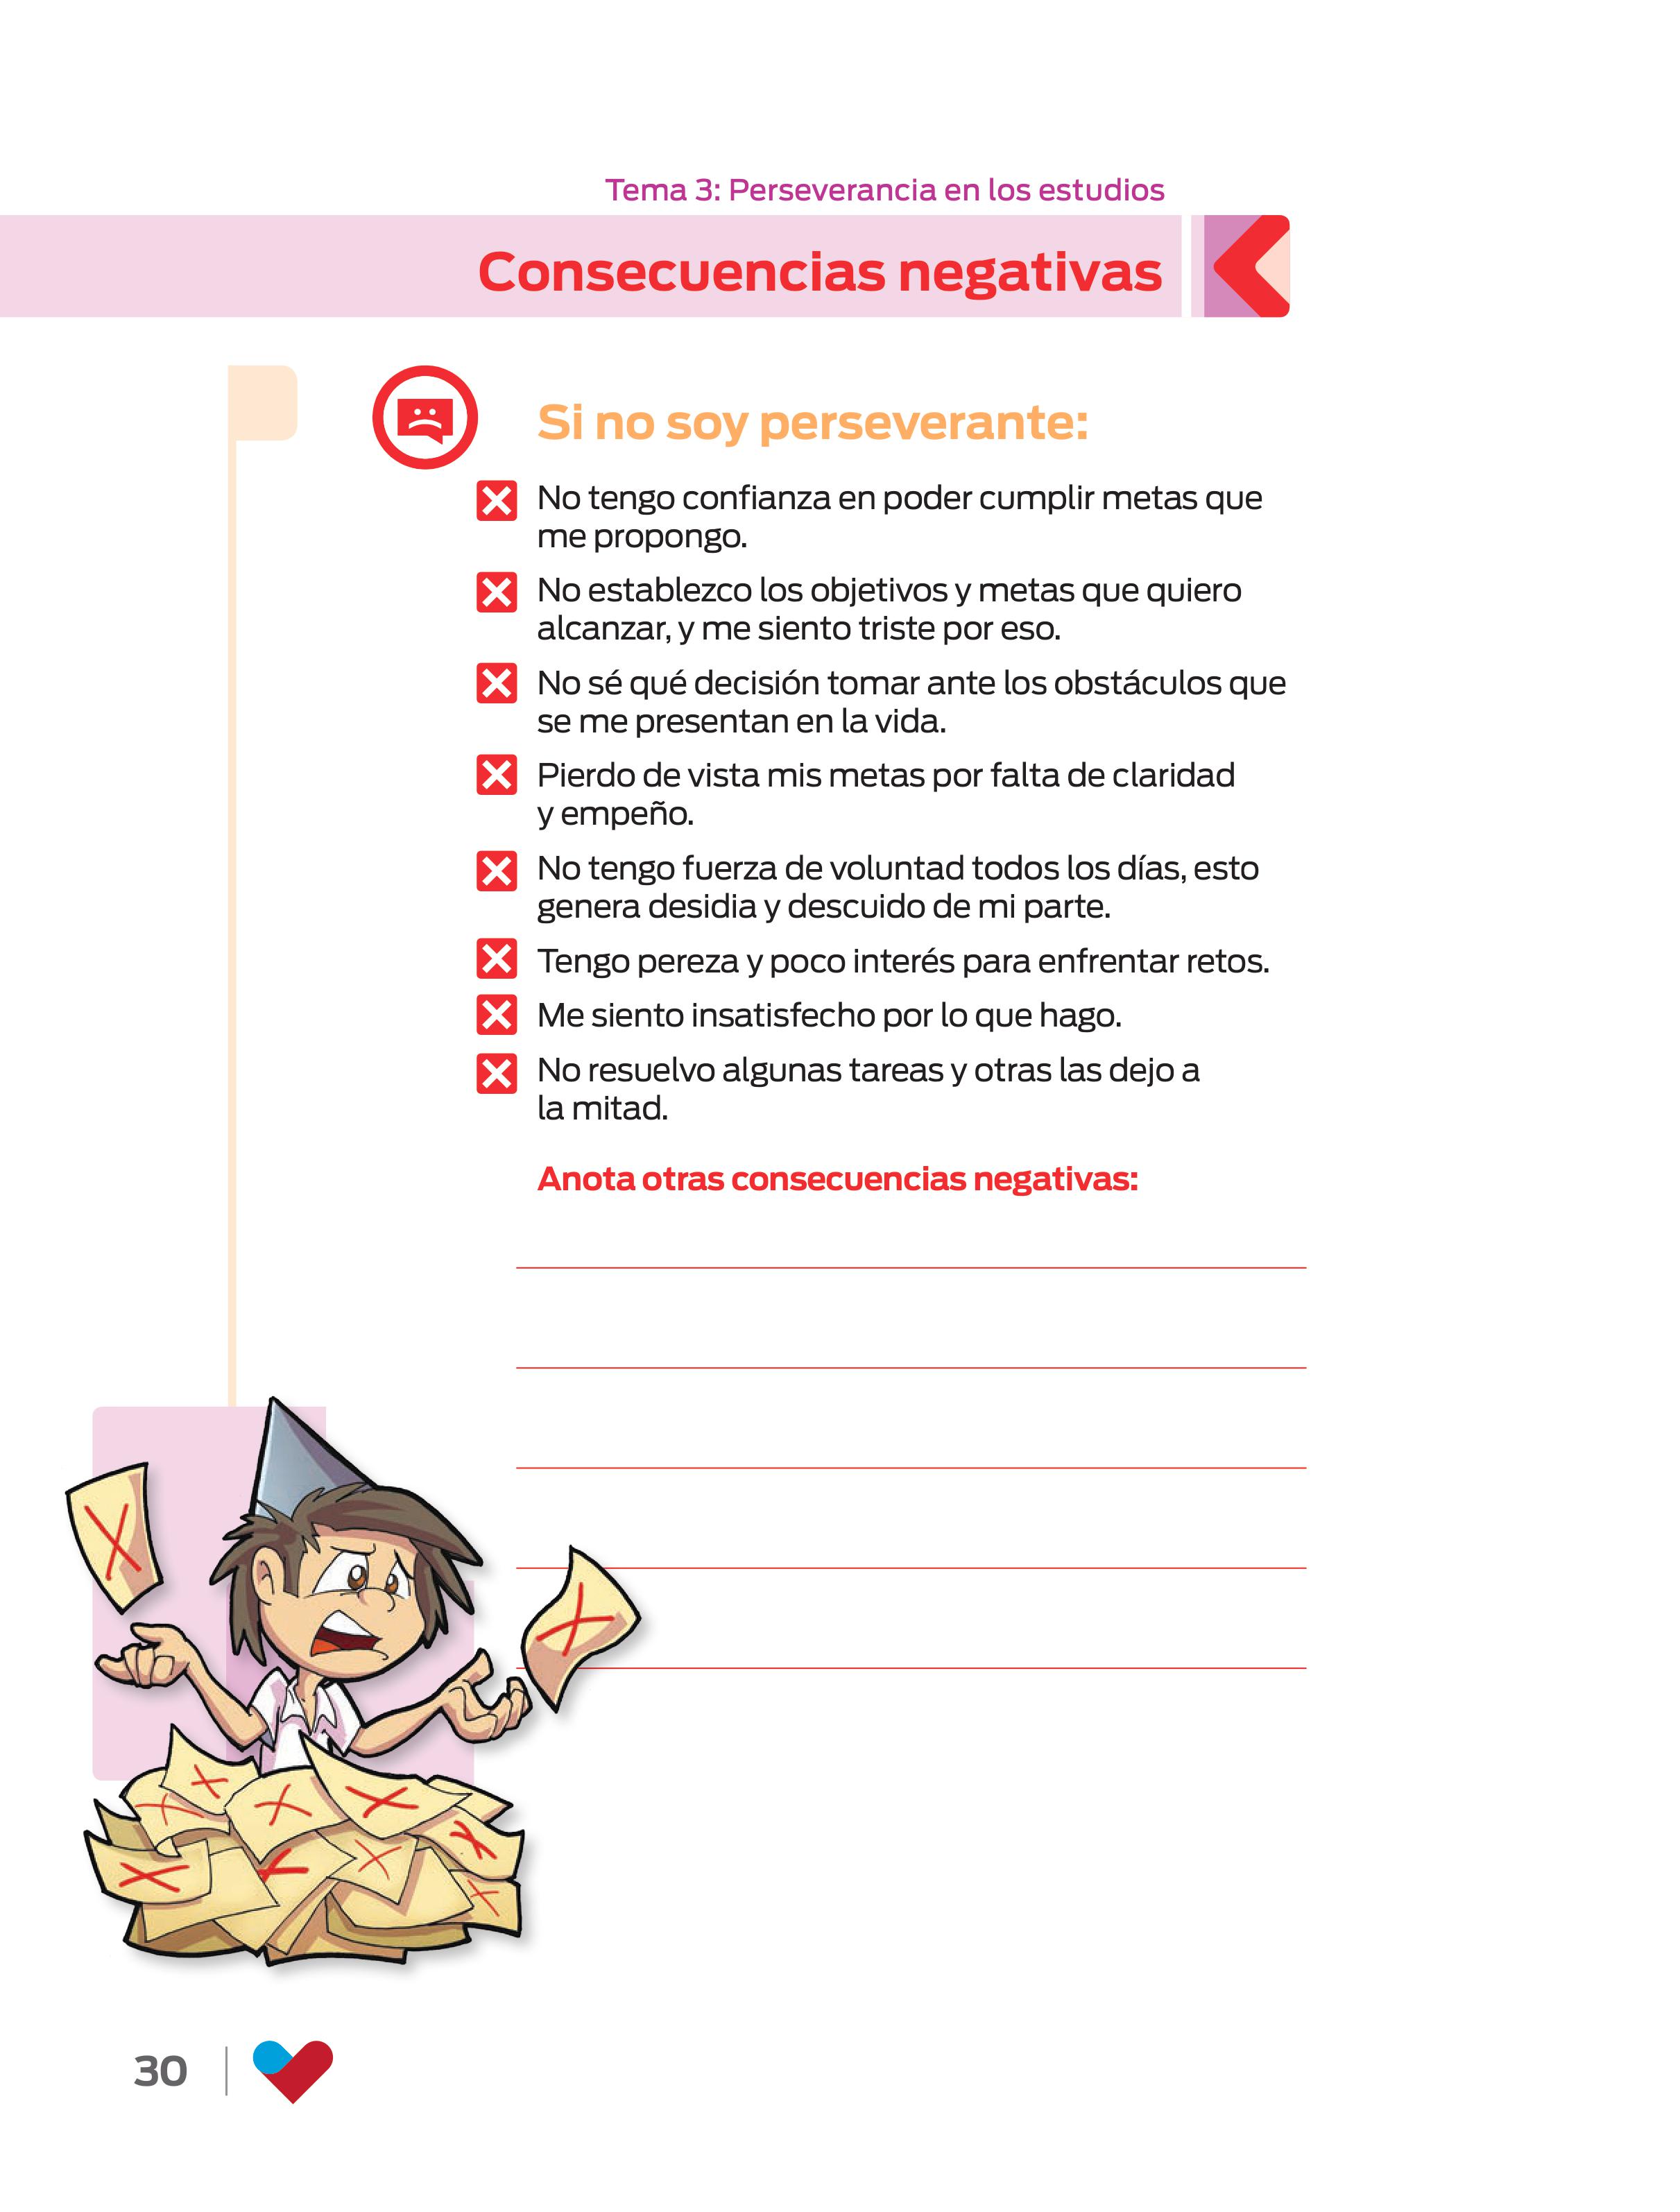 Tema 3: Perseverancia en los estudios
Consecuencias negativas
Si no soy perseverante:
No tengo confianza en poder cumplir metas que
me propongo.
No establezco los objetivos y metas que quiero
alcanzar, y me siento triste por eso.
No sé qué decisión tomar ante los obstáculos que
se me presentan en la vida.
Pierdo de vista mis metas por falta de claridad
y empeño.
No tengo fuerza de voluntad todos los días, esto
genera desidia y descuido de mi parte.
Tengo pereza y poco interés para enfrentar retos.
Me siento insatisfecho por lo que hago.
No resuelvo algunas tareas y otras las dejo a
la mitad.
Anota otras consecuencias negativas:
30